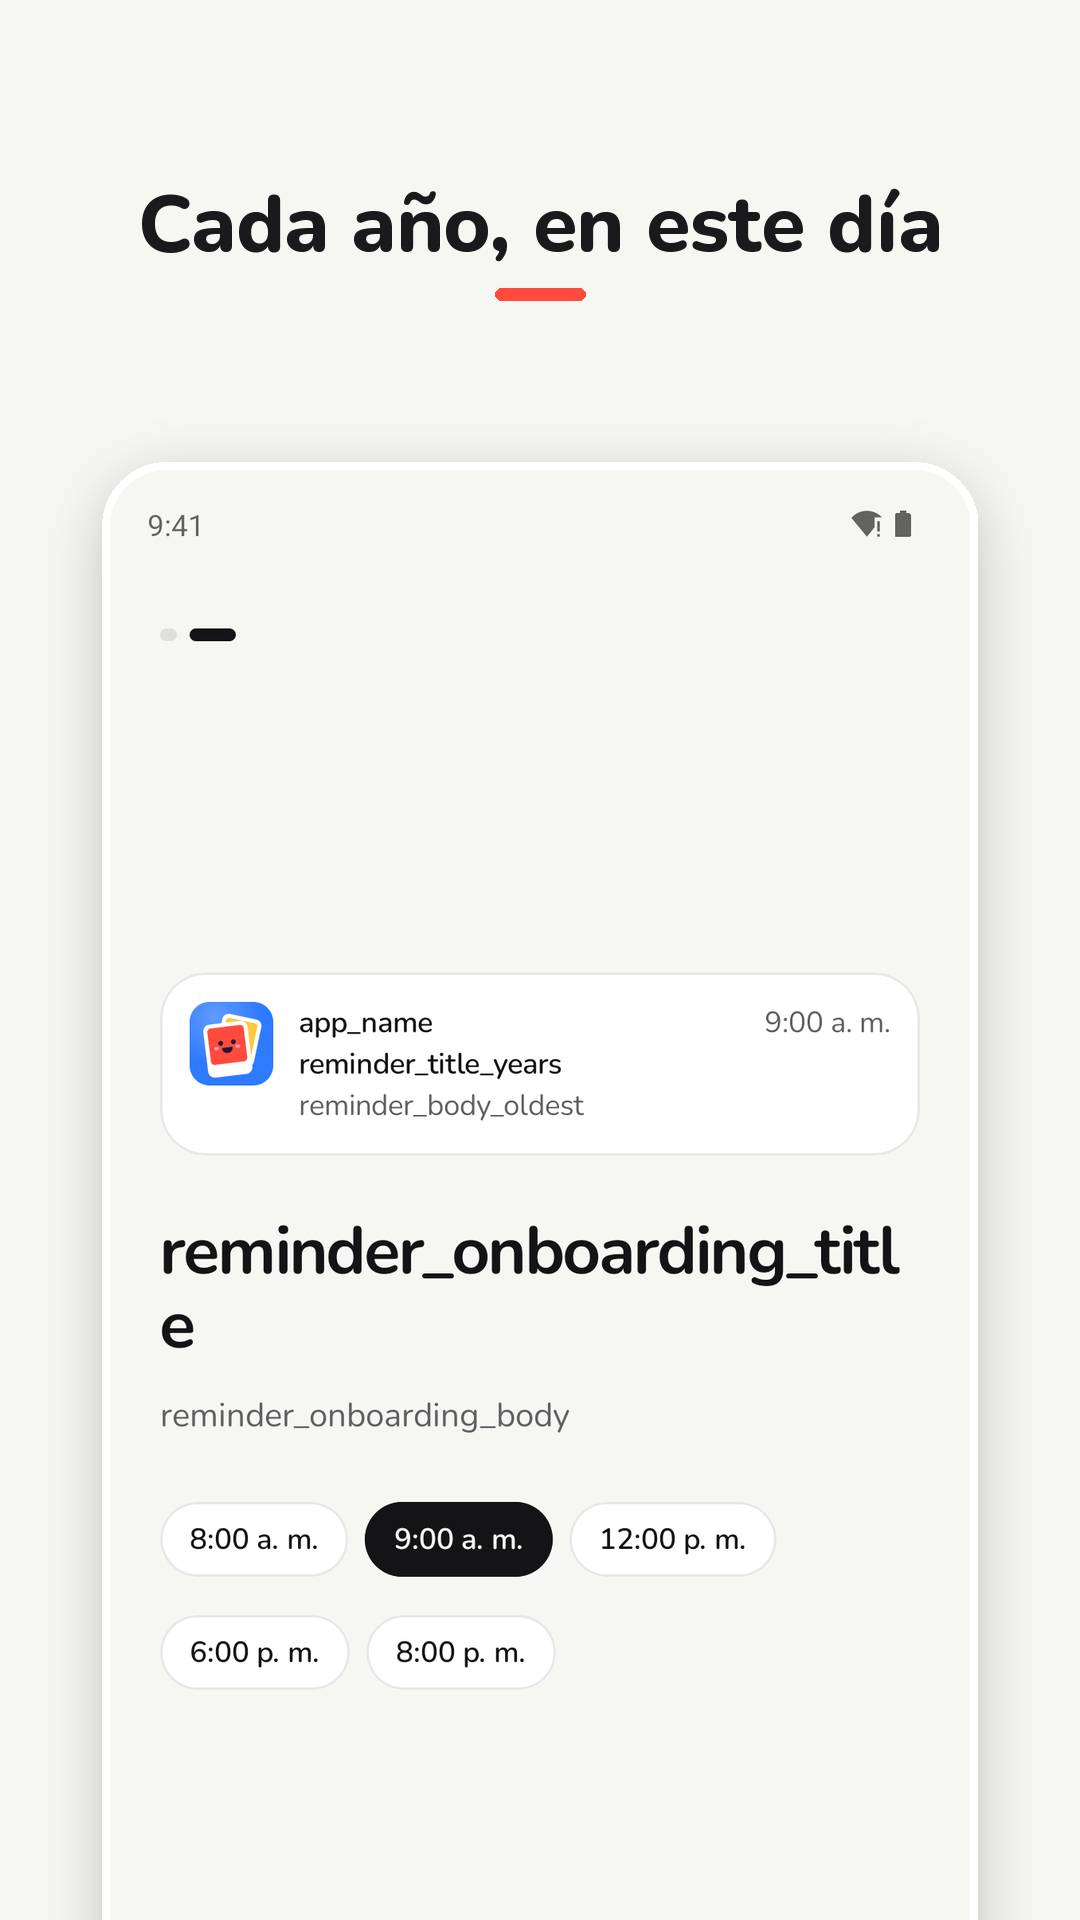 Cada año, en este día
9:41
app_name
9:00 a. m.
reminder_title_years
reminder_body_oldest
reminder_onboarding_titl
e
reminder_onboarding_body
8:00 a. m.
9:00 a. m.
12:00 p. m.
6:00 p. m.
8:00 p. m.